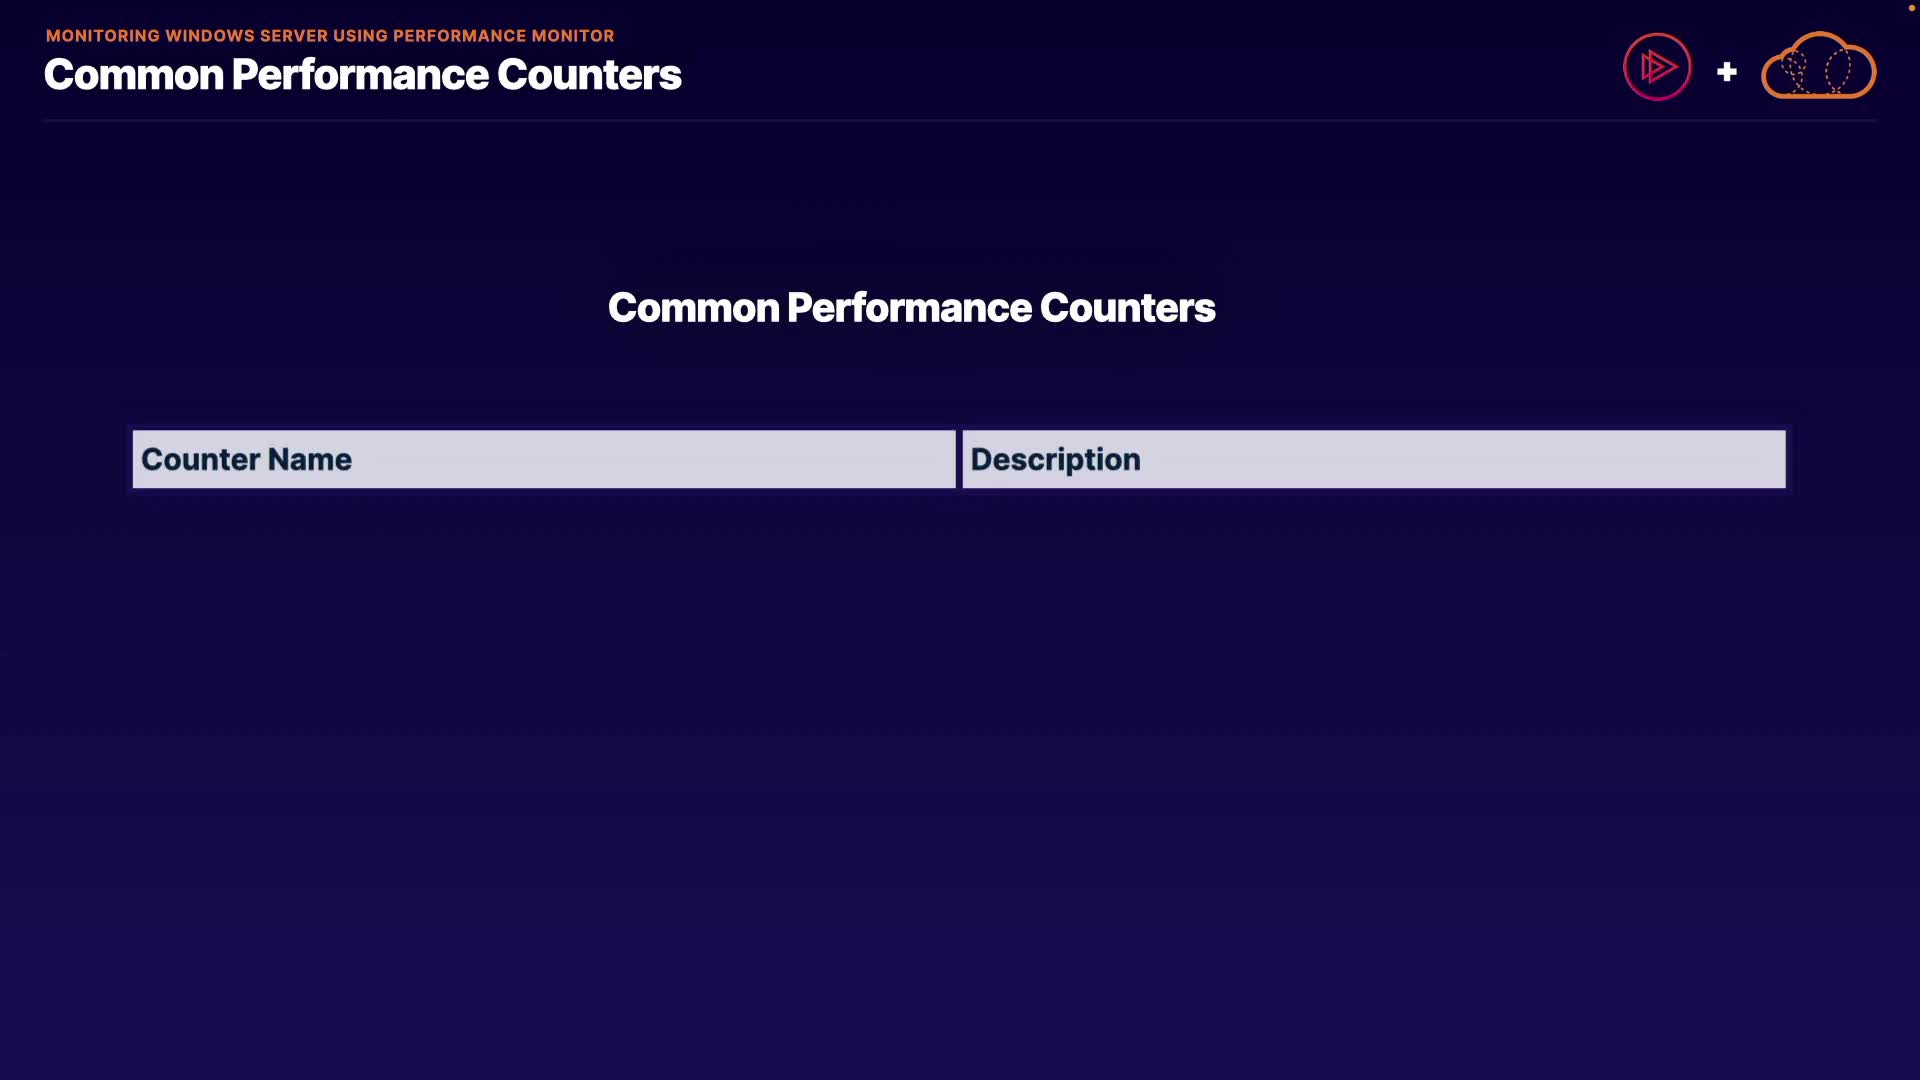 MONITORING WINDOWS SERVER USING PERFORMANCE MONITOR
Common Performance Counters
+
Common Performance Counters
Counter Name
Description